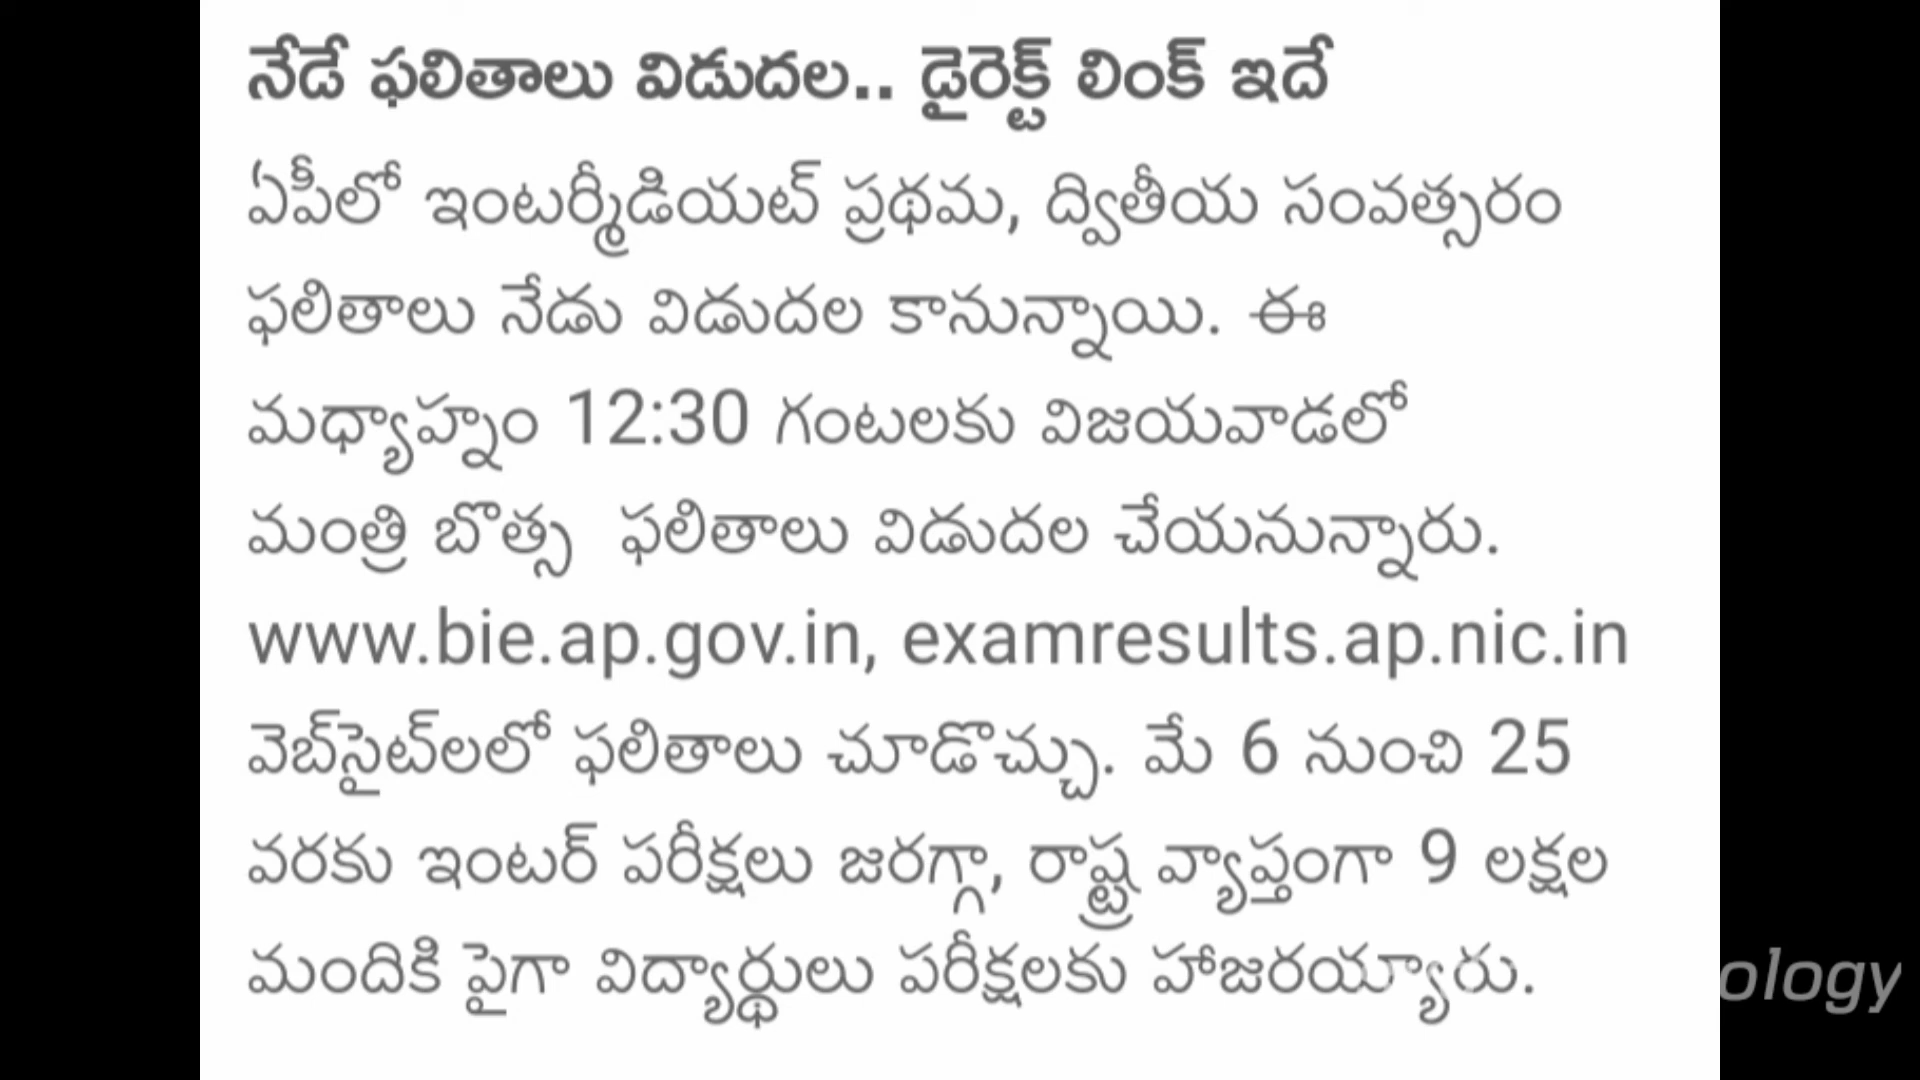 నేడే ఫలితాలు విడుదల.. డైరెక్ట్ లింక్ ఇదే
ఏపీలో ఇంటర్మీడియట్ ప్రథమ, ద్వితీయ సంవత్సరం
ఫలితాలు నేడు విడుదల కానున్నాయి. ఈ
మధ్యాహ్నం 12:30 గంటలకు విజయవాడలో
మంత్రి బొత్స  ఫలితాలు విడుదల చేయనున్నారు.
www.bie.ap.gov.in, examresults.ap.nic.in
వెబ్‌సైట్‌లలో ఫలితాలు చూడొచ్చు. మే 6 నుంచి 25
వరకు ఇంటర్ పరీక్షలు జరగ్గా, రాష్ట్ర వ్యాప్తంగా 9 లక్షల
మందికి పైగా విద్యార్థులు పరీక్షలకు హాజరయ్యారు.
ology